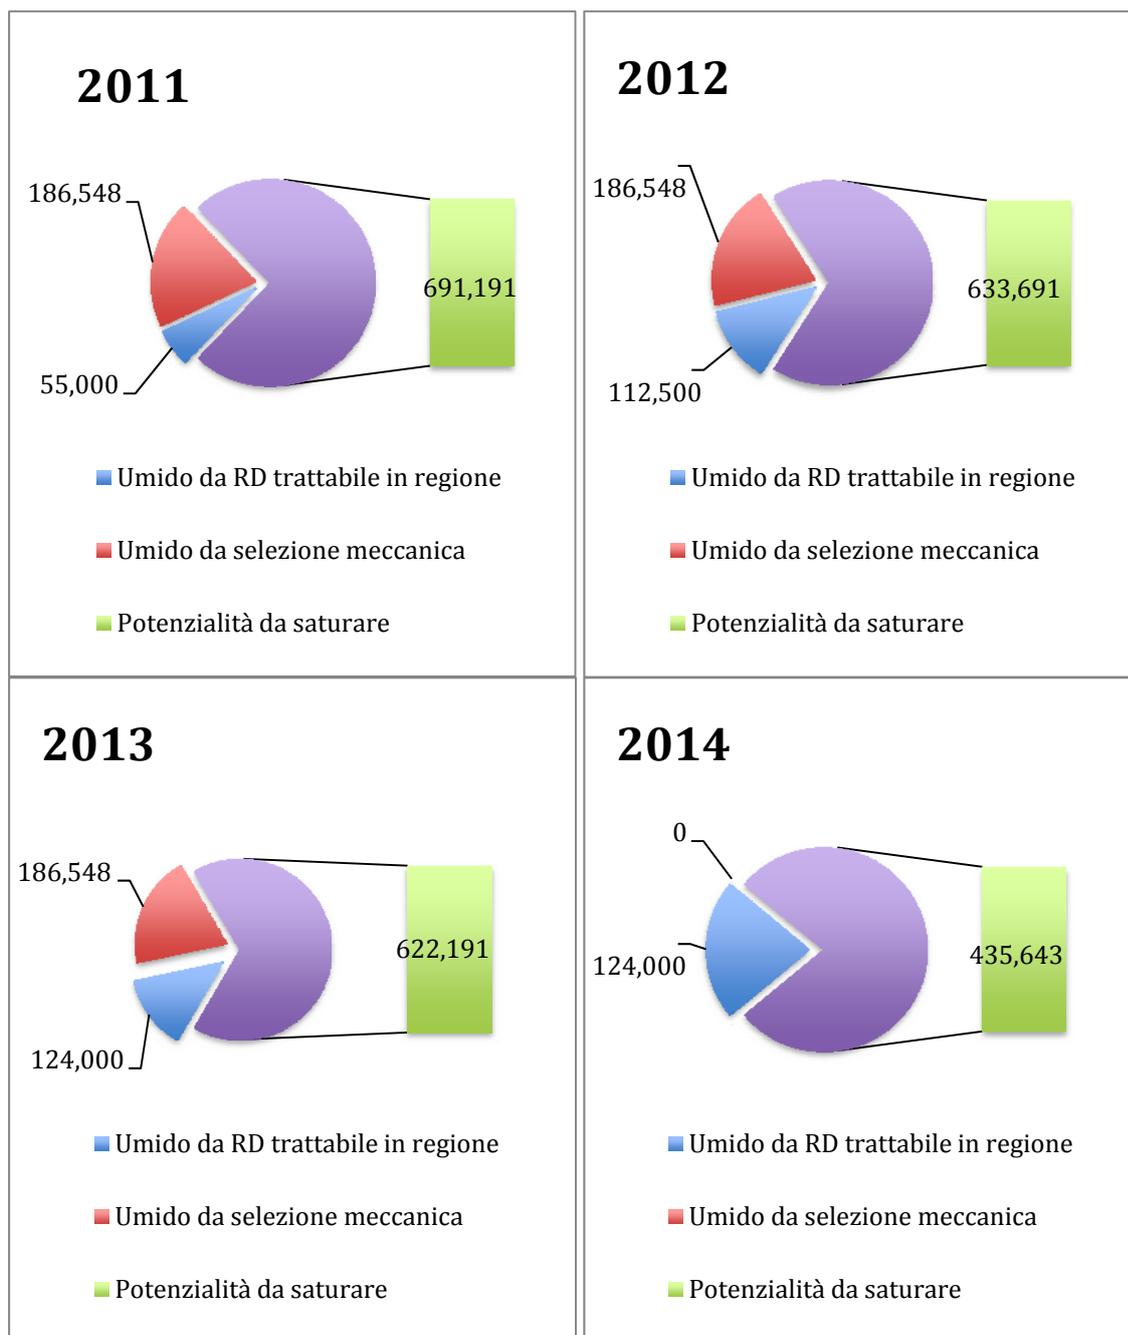 2011
186,548
691,191
55,000
Umido da RD trattabile in regione
Umido da selezione meccanica
Potenzialità da saturare
2012
186,548
633,691
112,500
Umido da RD trattabile in regione
Umido da selezione meccanica
Potenzialità da saturare
2013
186,548
622,191
124,000
Umido da RD trattabile in regione
Umido da selezione meccanica
Potenzialità da saturare
2014
0
435,643
124,000
Umido da RD trattabile in regione
Umido da selezione meccanica
Potenzialità da saturare